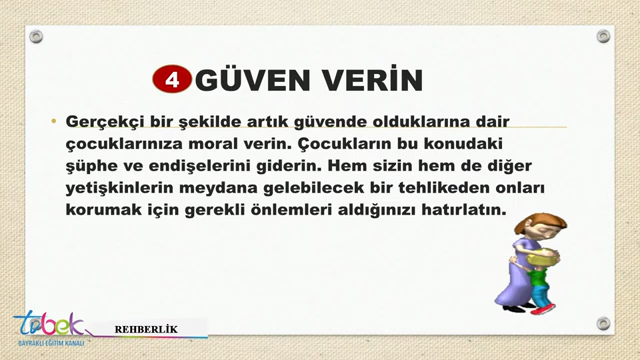 4 GÜVEN VERİN
• Gerçekçi bir şekilde artık güvende olduklarına dair
çocuklarınıza moral verin. Çocukların bu konudaki
şüphe ve endişelerini giderin. Hem sizin hem de diğer
yetişkinlerin meydana gelebilecek bir tehlikeden onları
korumak için gerekli önlemleri aldığınızı hatırlatın.
tvbek
BAYRAKLI EĞİTİM KANALI
REHBERLİK